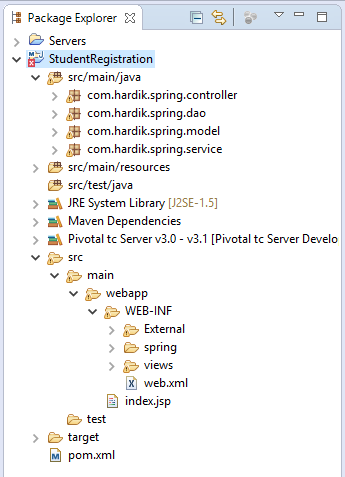 Package Explorer
Servers
StudentRegistration
src/main/java
com.hardik.spring.controller
com.hardik.spring.dao
com.hardik.spring.model
com.hardik.spring.service
src/main/resources
src/test/java
JRE System Library [J2SE-1.5]
Maven Dependencies
Pivotal tc Server v3.0 - v3.1 [Pivotal tc Server Develo
src
main
webapp
WEB-INF
External
spring
views
web.xml
index.jsp
test
target
pom.xml